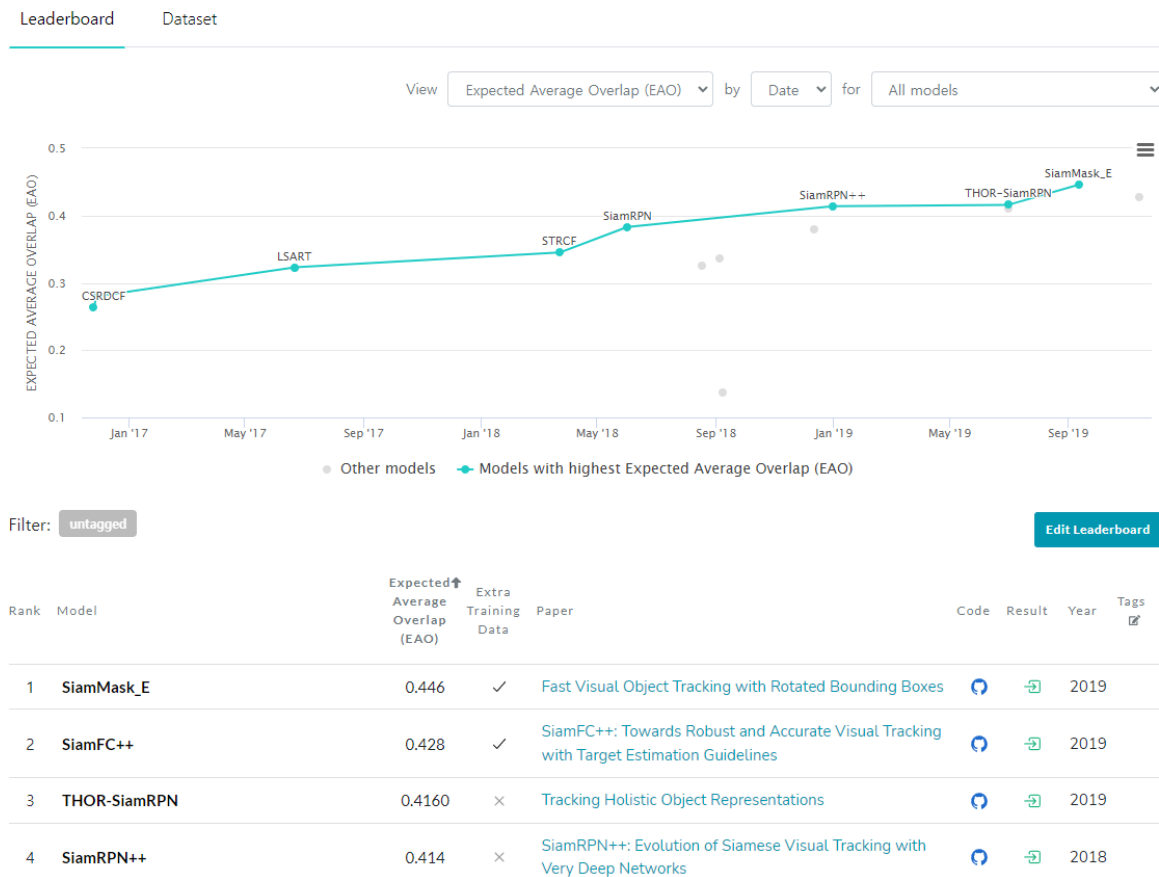 Leaderboard Dataset
View Expected Average Overlap (EAO) by Date for All models
0.5
0.4
0.3
0.2
0.1
EXPECTED AVERAGE OVERLAP (EAO)
CSRDCF
LSART
STRCF
SiamRPN
SiamRPN++
THOR-SiamRPN
SiamMask_E
Jan '17 May '17 Sep '17 Jan '18 May '18 Sep '18 Jan '19 May '19 Sep '19
Other models Models with highest Expected Average Overlap (EAO)
Filter: untagged
Edit Leaderboard
Rank Model Expected Average Overlap (EAO) Extra Training Data Paper Code Result Year Tags
1 SiamMask_E 0.446 ✓ Fast Visual Object Tracking with Rotated Bounding Boxes 2019
2 SiamFC++ 0.428 ✓ SiamFC++: Towards Robust and Accurate Visual Tracking
with Target Estimation Guidelines 2019
3 THOR-SiamRPN 0.4160 × Tracking Holistic Object Representations 2019
4 SiamRPN++ 0.414 × SiamRPN++: Evolution of Siamese Visual Tracking with
Very Deep Networks 2018